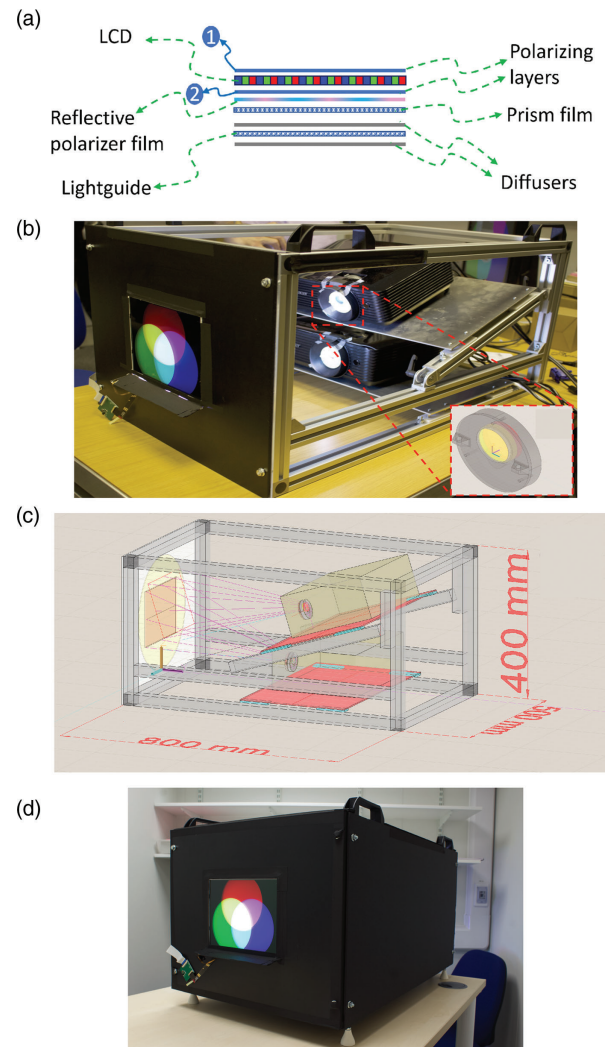 (a)
LCD
1
Polarizing
layers
2
Reflective
polarizer film
Prism film
Lightguide
Diffusers
(b)
(c)
400 mm
500 mm
800 mm
(d)